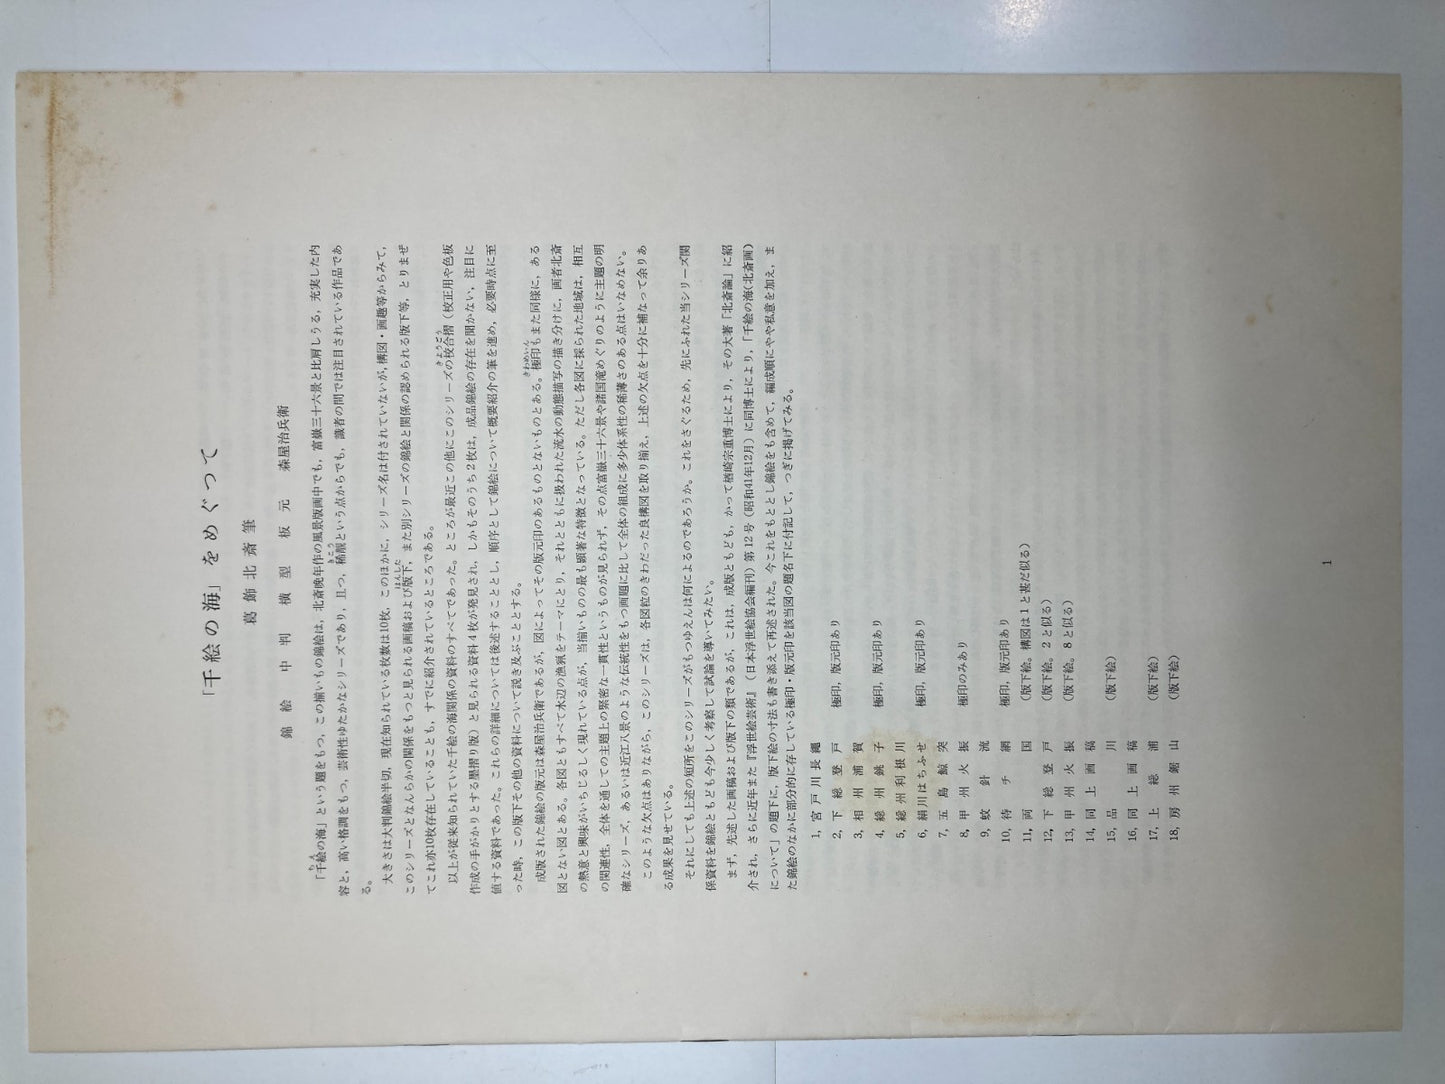 「千絵の海」をめぐつて
葛飾北斎筆
錦絵 中判 横型 板元 森屋治兵衛
「千絵の海」という題をもつ、この揃いもの錦絵は、北斎晩年作の風景版画中でも、富嶽三十六景と比肩しうる、充実した内
容と、高い格調をもつ、芸術性ゆたかなシリーズであり、且つ、稀覯という点からでも、識者の間では注目されている作品であ
る。
大きさは大判錦絵半切、現在知られている枚数は10枚、このほかに、シリーズ名は付されていないが、構図・画趣等からみて、
このシリーズとなんらかの関係をもつと見られる画稿および版下、また別シリーズの錦絵と関係の認められる版下等、とりまぜ
てこれ亦10枚存在していることも、すでに紹介されているところである。
以上が従来知られていた千絵の海関係の資料のすべてであった。ところが最近この他にこのシリーズの校合摺（校正用や色板
作成の手がかりとする墨摺り版）と見られる資料4枚が発見され、しかもそのうち2枚は、成品錦絵の存在を聞かない、注目に
値する資料であった。これらの詳細については後述することとし、順序として錦絵について概要紹介の筆を進め、必要時点に至
った時、この版下その他の資料について説き及ぶこととする。
成版された錦絵の版元は森屋治兵衛であるが、図によってその版元印のあるものとないものとある。極印もまた同様に、ある
図とない図とある。各図ともすべて水辺の漁猟をテーマにとり、それとともに扱われた流水の動態描写の描き分けに、画者北斎
の熱意と興味がいちじるしく現れている点が、当揃いものの最も顕著な特徴となっている。ただし各図に採られた地域は、相互
の関連性、全体を通しての主題上の緊密な一貫性というものが見られず、その点富嶽三十六景や諸国滝めぐりのように主題の明
確なシリーズ、あるいは近江八景のような伝統性をもつ画題に比して全体の組成に多少体系性の稀薄さのある点はいなめない。
このような欠点はありながら、このシリーズは、各図粒のきわだった良構図を取り揃え、上述の欠点を十分に補なって余りあ
る成果を見せている。
それにしても上述の短所をこのシリーズがもつゆえんは何によるのであろうか。これをさぐるため、先にふれた当シリーズ関
係資料を錦絵ともども今少しく考察して試論を導いてみたい。
まず、先述した画稿および版下の類であるが、これは、成版ともども、かって楢崎宗重博士により、その大著「北斎論」に紹
介され、さらに近年また『浮世絵芸術』（日本浮世絵協会編刊）第12号（昭和41年12月）に同博士により、「千絵の海(北斎画)
について」の題下に、版下絵の寸法も書き添えて再述された。今これをもととし錦絵をも含めて、編成順にやや私意を加え、ま
た錦絵のなかに部分的に存している極印・版元印を該当図の題名下に付記して、つぎに掲げてみる。
1, 宮戸川長縄
2, 下総登戸 極印, 版元印あり
3, 相州浦賀
4, 総州銚子 極印, 版元印あり
5, 総州利根川
6, 絹川はちふせ 極印, 版元印あり
7, 五島鯨突
8, 甲州火振 極印のみあり
9, 蚊針流
10, 待チ網 極印, 版元印あり
11, 両国 （版下絵。構図は1と甚だ似る）
12, 下総登戸 （版下絵。2と似る）
13, 甲州火振 （版下絵。8と似る）
14, 同上画稿
15, 品川 （版下絵）
16, 同上画稿
17, 上総浦 （版下絵）
18, 房州鋸山 （版下絵）
1